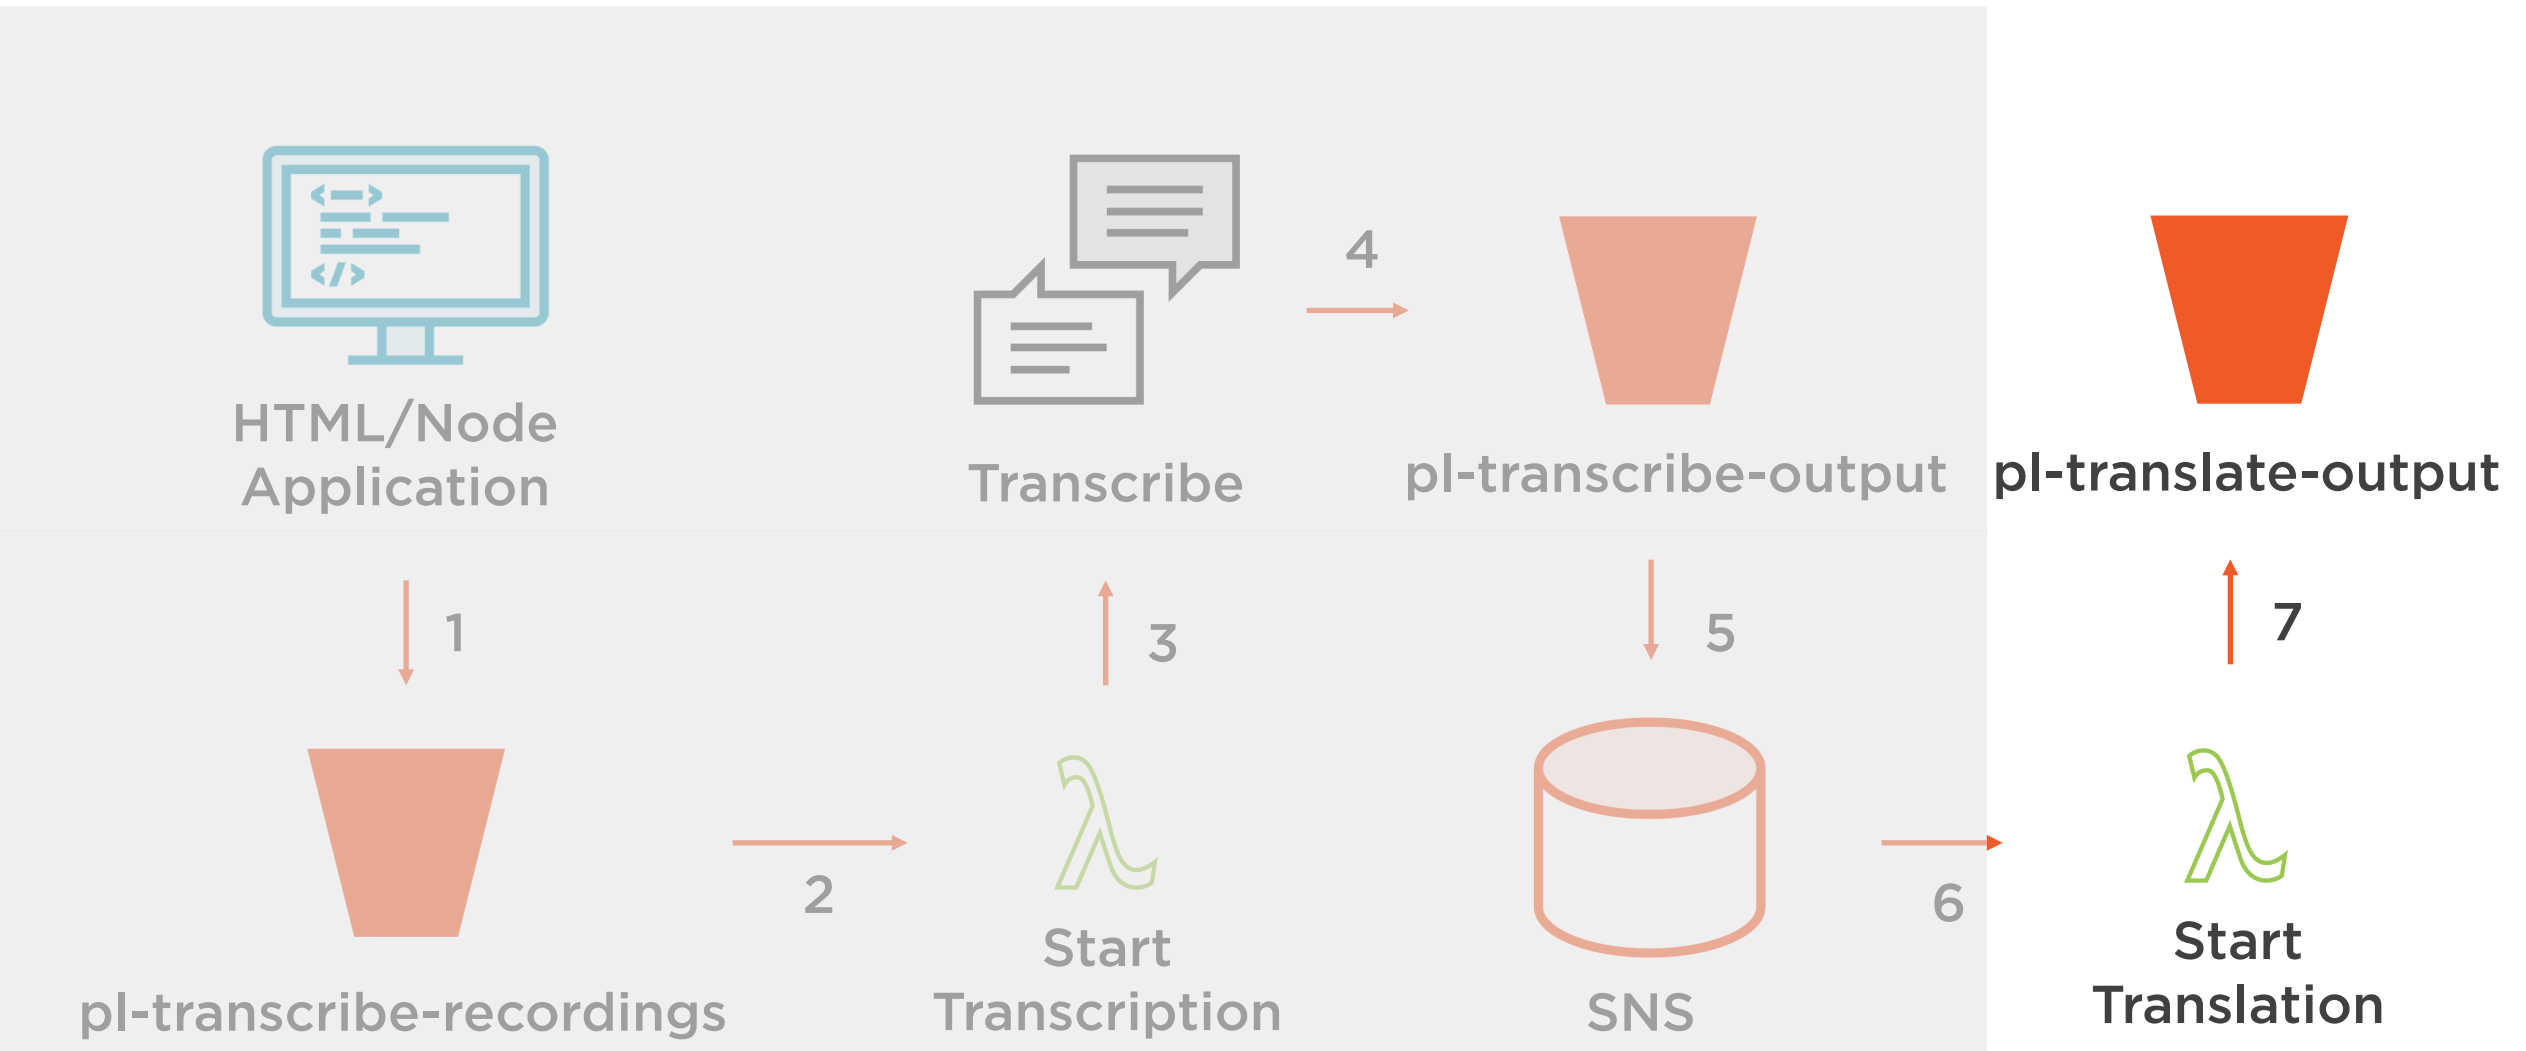 HTML/Node
Application
Transcribe
4
pl-transcribe-output
pl-translate-output
1
3
5
7
pl-transcribe-recordings
2
Start
Transcription
SNS
6
Start
Translation